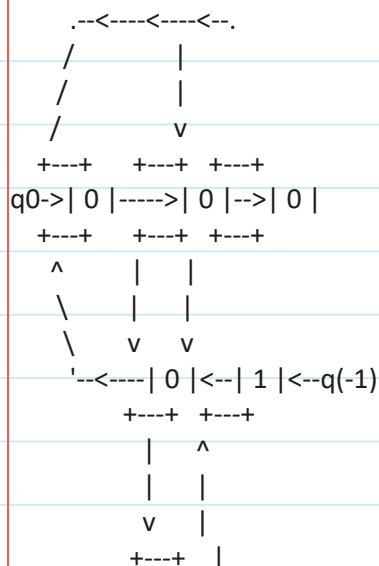 .--<----<----<--.
/ |
/ |
/ v
+---+ +---+ +---+
q0->| 0 |----->| 0 |-->| 0 |
+---+ +---+ +---+
^ | |
\ | |
\ v v
'--<----| 0 |<--| 1 |<--q(-1)
+---+ +---+
| ^
| |
v |
+---+ |